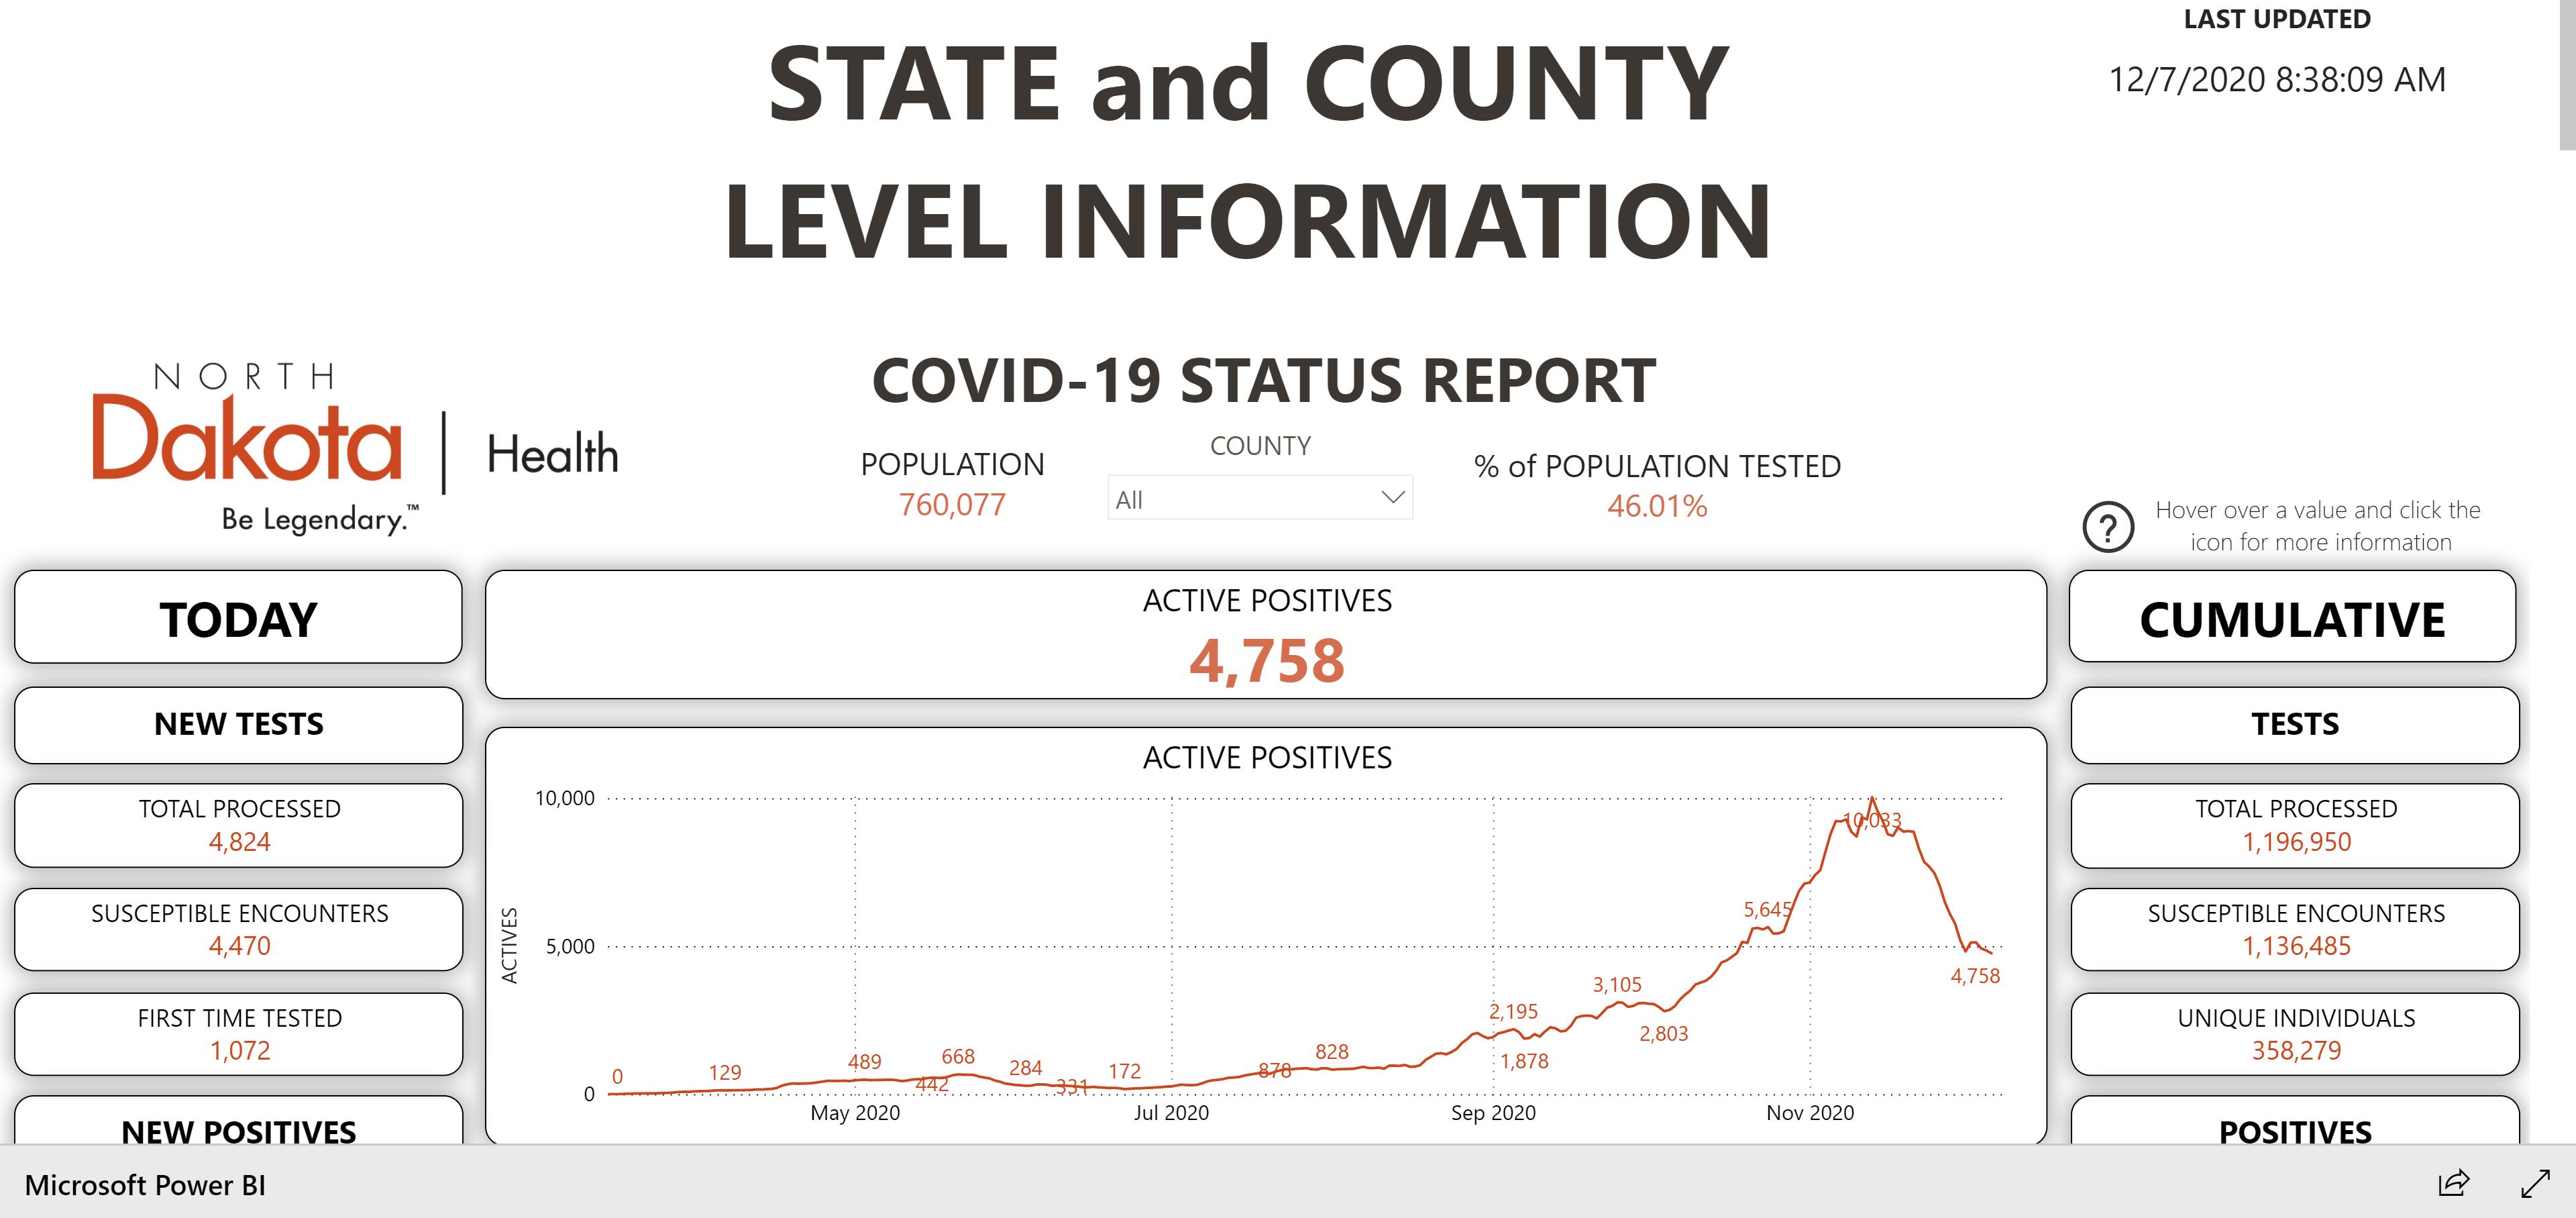 LAST UPDATED
12/7/2020 8:38:09 AM
STATE and COUNTY
LEVEL INFORMATION
COVID-19 STATUS REPORT
NORTH
Dakota
Health
Be Legendary.™
POPULATION
760,077
COUNTY
All
% of POPULATION TESTED
46.01%
?
Hover over a value and click the
icon for more information
TODAY
NEW TESTS
TOTAL PROCESSED
4,824
SUSCEPTIBLE ENCOUNTERS
4,470
FIRST TIME TESTED
1,072
NEW POSITIVES
ACTIVE POSITIVES
4,758
ACTIVE POSITIVES
ACTIVES
10,000
5,000
0
0
129
489
442
668
284
331
172
878
828
2,195
1,878
3,105
2,803
5,645
10,033
4,758
May 2020
Jul 2020
Sep 2020
Nov 2020
CUMULATIVE
TESTS
TOTAL PROCESSED
1,196,950
SUSCEPTIBLE ENCOUNTERS
1,136,485
UNIQUE INDIVIDUALS
358,279
POSITIVES
Microsoft Power BI